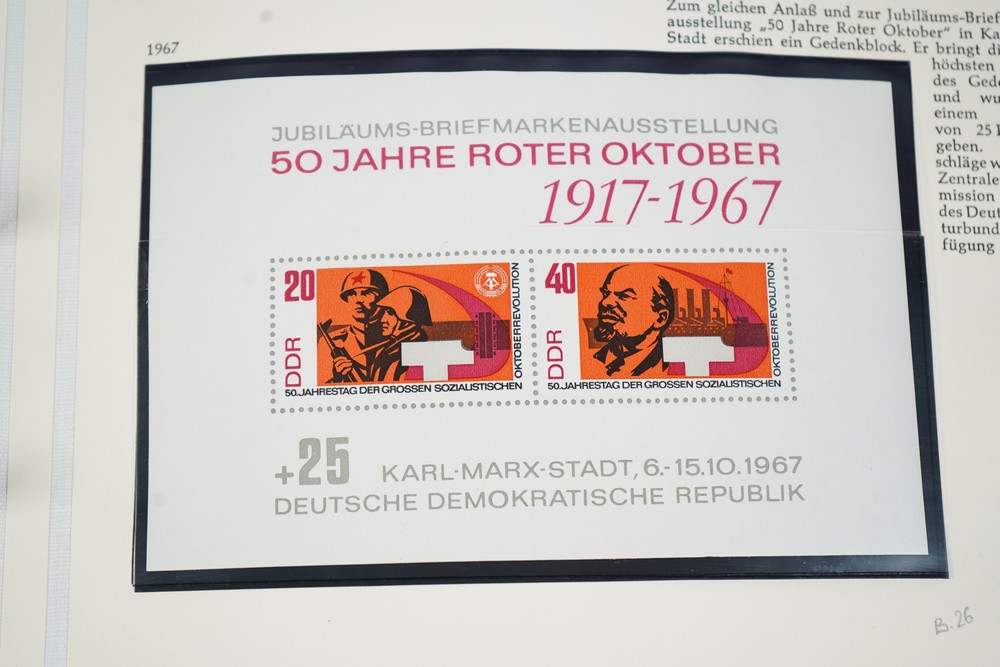 Zum gleichen Anlaß und zur Jubiläums-Brief
ausstellung „50 Jahre Roter Oktober“ in Ka
Stadt erschien ein Gedenkblock. Er bringt di
höchsten
des Gede
und wu
einem
von 25
geben.
schläge w
Zentrale
mission
des Deut
turbund
fügung
1967
JUBILÄUMS-BRIEFMARKENAUSSTELLUNG
50 JAHRE ROTER OKTOBER
1917-1967
20
DDR
50. JAHRESTAG DER GROSSEN SOZIALISTISCHEN
OKTOBERREVOLUTION
40
DDR
50. JAHRESTAG DER GROSSEN SOZIALISTISCHEN
OKTOBERREVOLUTION
+25
KARL-MARX-STADT, 6.-15.10.1967
DEUTSCHE DEMOKRATISCHE REPUBLIK
B. 26